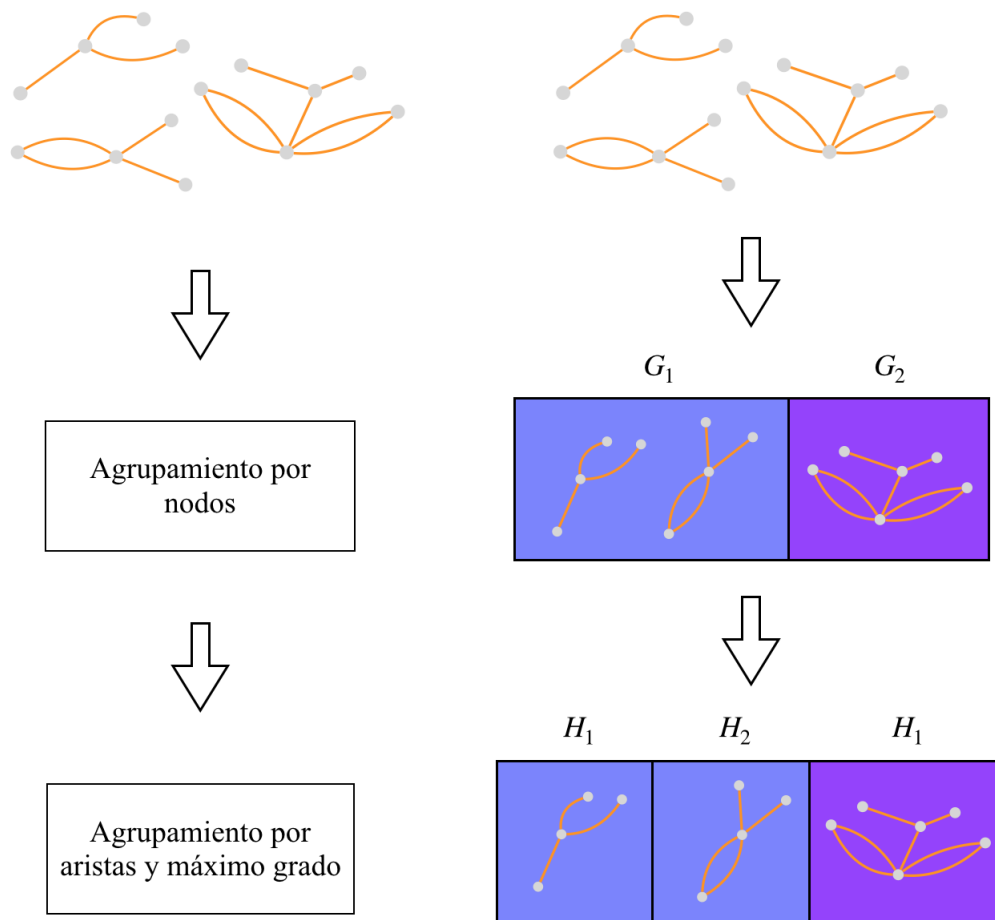 G₁
G₂
Agrupamiento por
nodos
H₁
H₂
H₁
Agrupamiento por
aristas y máximo grado